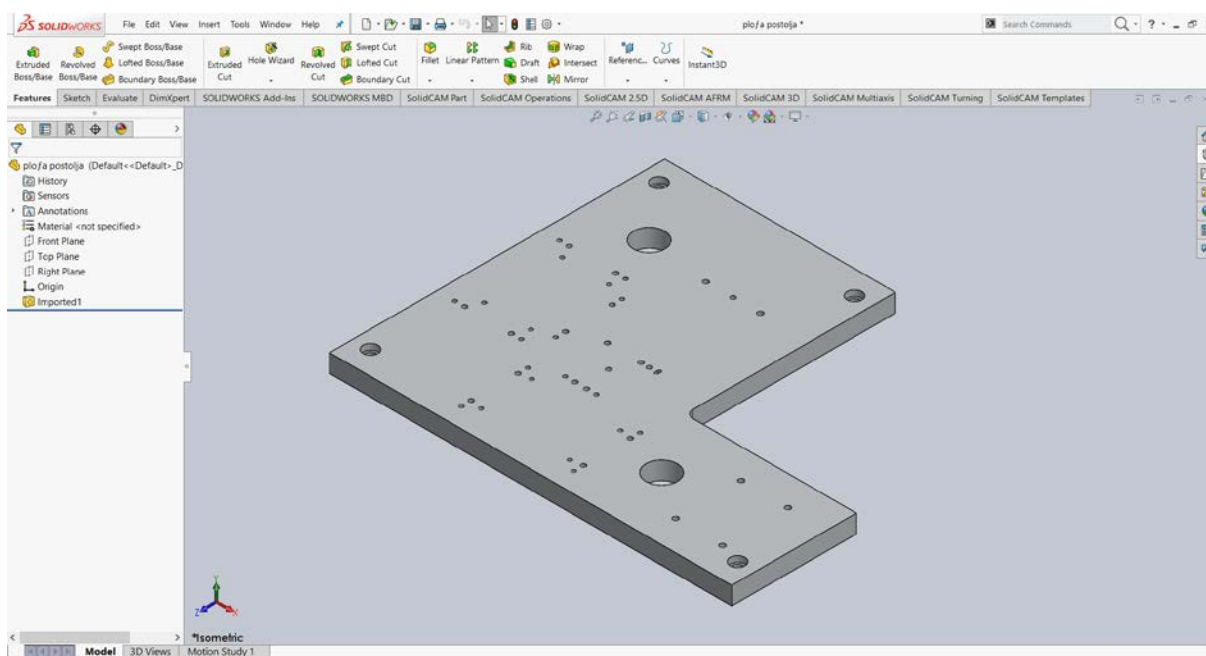 SOLIDWORKS File Edit View Insert Tools Window Help plofa postolja * Search Commands
Extruded Boss/Base
Revolved Boss/Base
Swept Boss/Base
Lofted Boss/Base
Boundary Boss/Base
Extruded Cut
Hole Wizard
Revolved Cut
Swept Cut
Lofted Cut
Boundary Cut
Fillet
Linear Pattern
Rib
Draft
Shell
Wrap
Intersect
Mirror
Referenc...
Curves
Instant3D
Features Sketch Evaluate DimXpert SOLIDWORKS Add-Ins SOLIDWORKS MBD SolidCAM Part SolidCAM Operations SolidCAM 2.5D SolidCAM AFRM SolidCAM 3D SolidCAM Multiaxis SolidCAM Turning SolidCAM Templates
plofa postolja (Default<<Default>_D
History
Sensors
Annotations
Material <not specified>
Front Plane
Top Plane
Right Plane
Origin
Imported1
*Isometric
Model 3D Views Motion Study 1